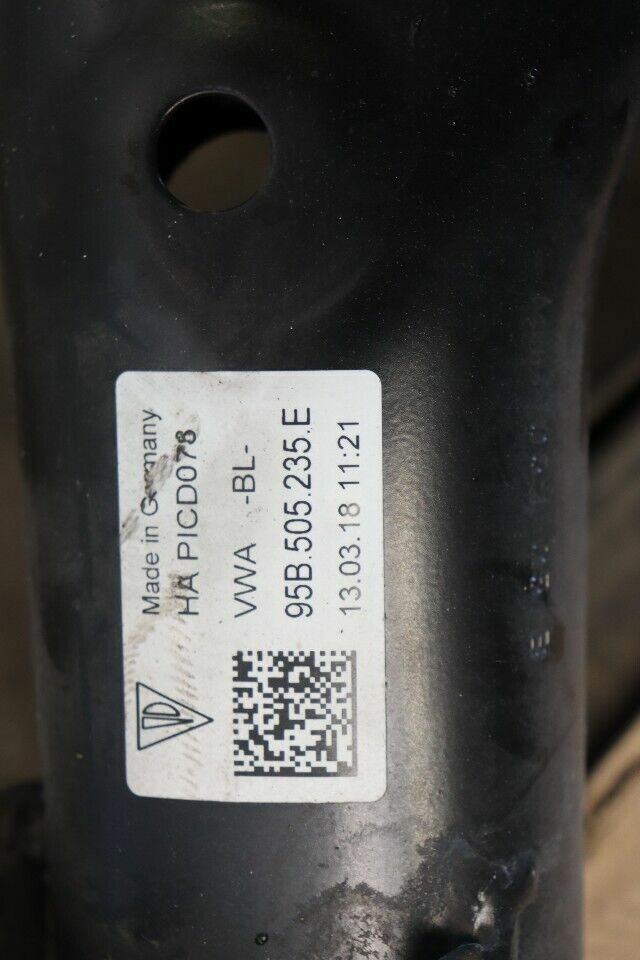 Made in Germany
HA PICD078
VWA -BL-
95B.505.235.E
13.03.18 11:21